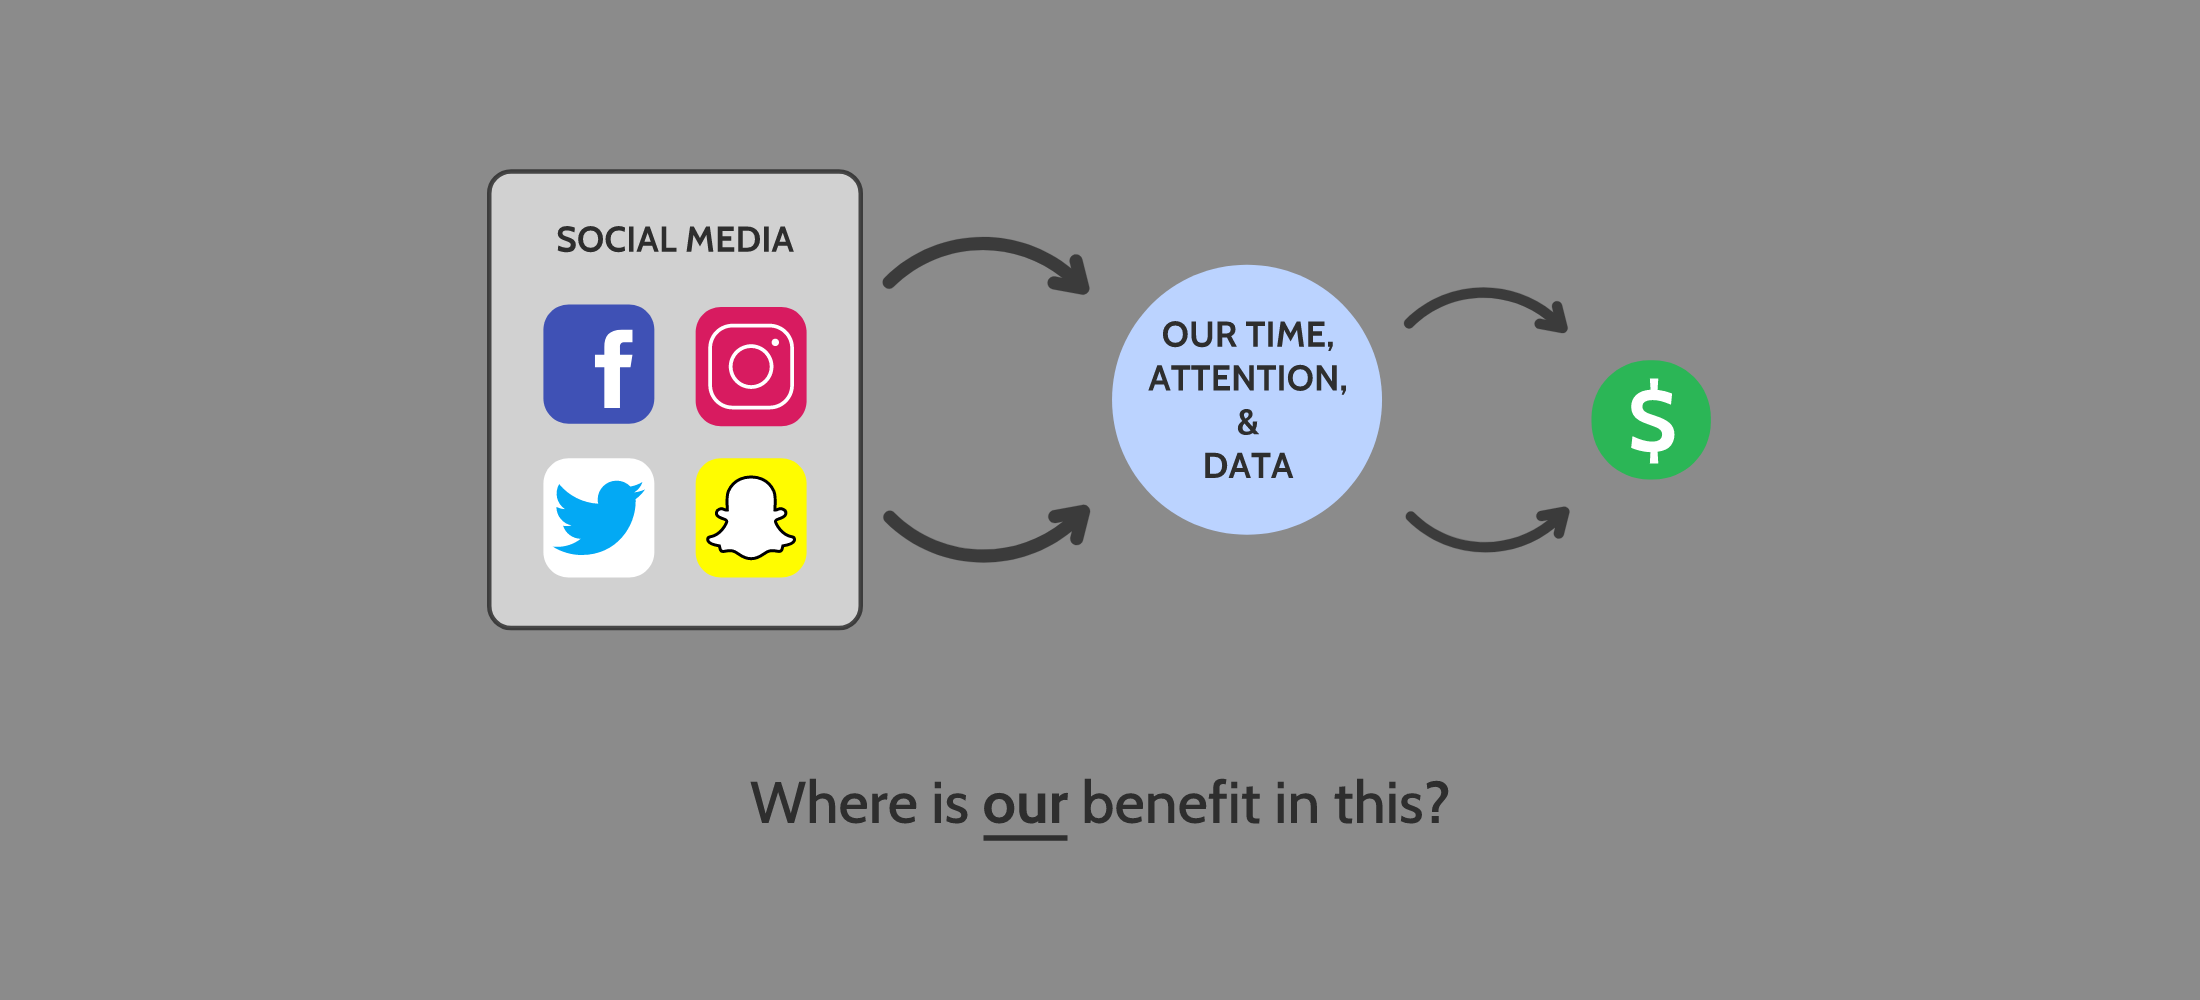 SOCIAL MEDIA
OUR TIME,
ATTENTION,
&
DATA
$
Where is our benefit in this?